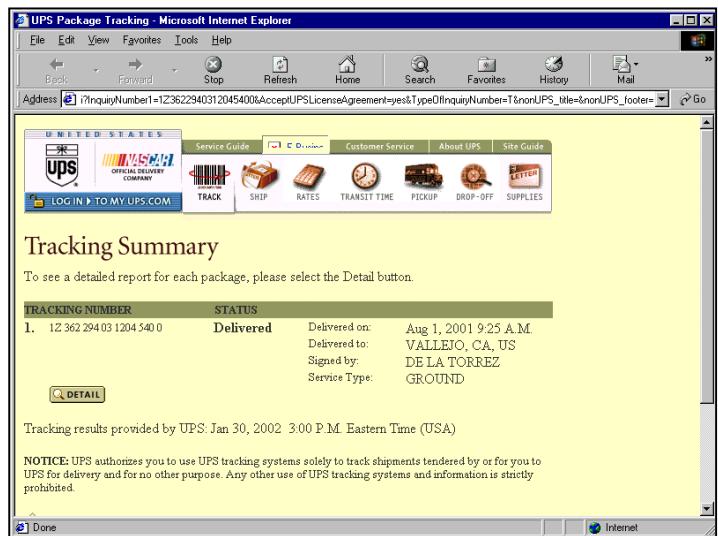 UPS Package Tracking - Microsoft Internet Explorer
File Edit View Favorites Tools Help
Back Forward Stop Refresh Home Search Favorites History Mail »
Address i?InquiryNumber1=1Z3622940312045400&AcceptUPSLicenseAgreement=yes&TypeOfInquiryNumber=T&nonUPS_title=&nonUPS_footer= Go
UNITED STATES
Service Guide Customer Service About UPS Site Guide
ups NASCAR
OFFICIAL DELIVERY
COMPANY
LETTER
LOG IN TO MY UPS.COM
TRACK SHIP RATES TRANSIT TIME PICKUP DROP-OFF SUPPLIES
Tracking Summary
To see a detailed report for each package, please select the Detail button.
TRACKING NUMBER STATUS
1. 1Z 362 294 03 1204 540 0 Delivered Delivered on: Aug 1, 2001 9:25 A.M.
Delivered to: VALLEJO, CA, US
Signed by: DE LA TORREZ
Service Type: GROUND
DETAIL
Tracking results provided by UPS: Jan 30, 2002 3:00 P.M. Eastern Time (USA)
NOTICE: UPS authorizes you to use UPS tracking systems solely to track shipments tendered by or for you to
UPS for delivery and for no other purpose. Any other use of UPS tracking systems and information is strictly
prohibited.
Done Internet